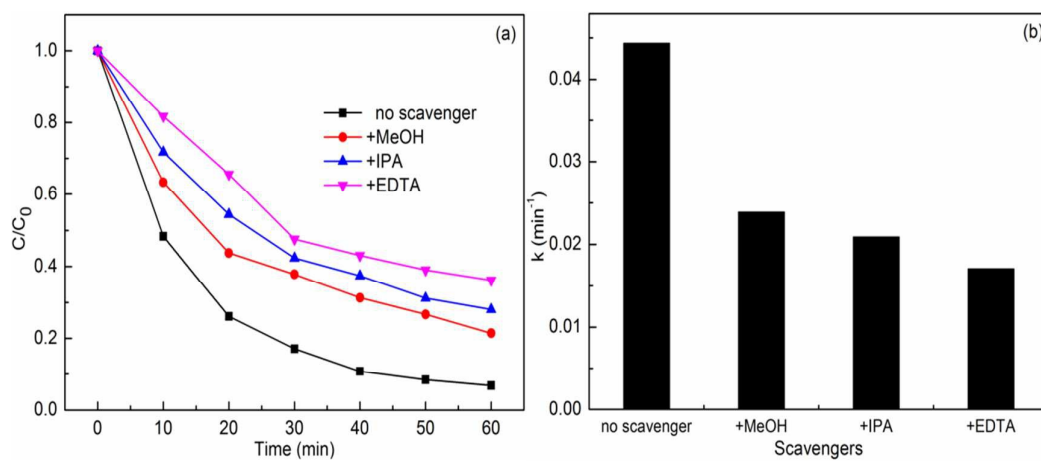 (a)
no scavenger
+MeOH
+IPA
+EDTA
1.0
0.8
0.6
0.4
0.2
0.0
C/C0
0 10 20 30 40 50 60
Time (min)
(b)
0.04
0.03
0.02
0.01
0.00
k (min-1)
no scavenger +MeOH +IPA +EDTA
Scavengers